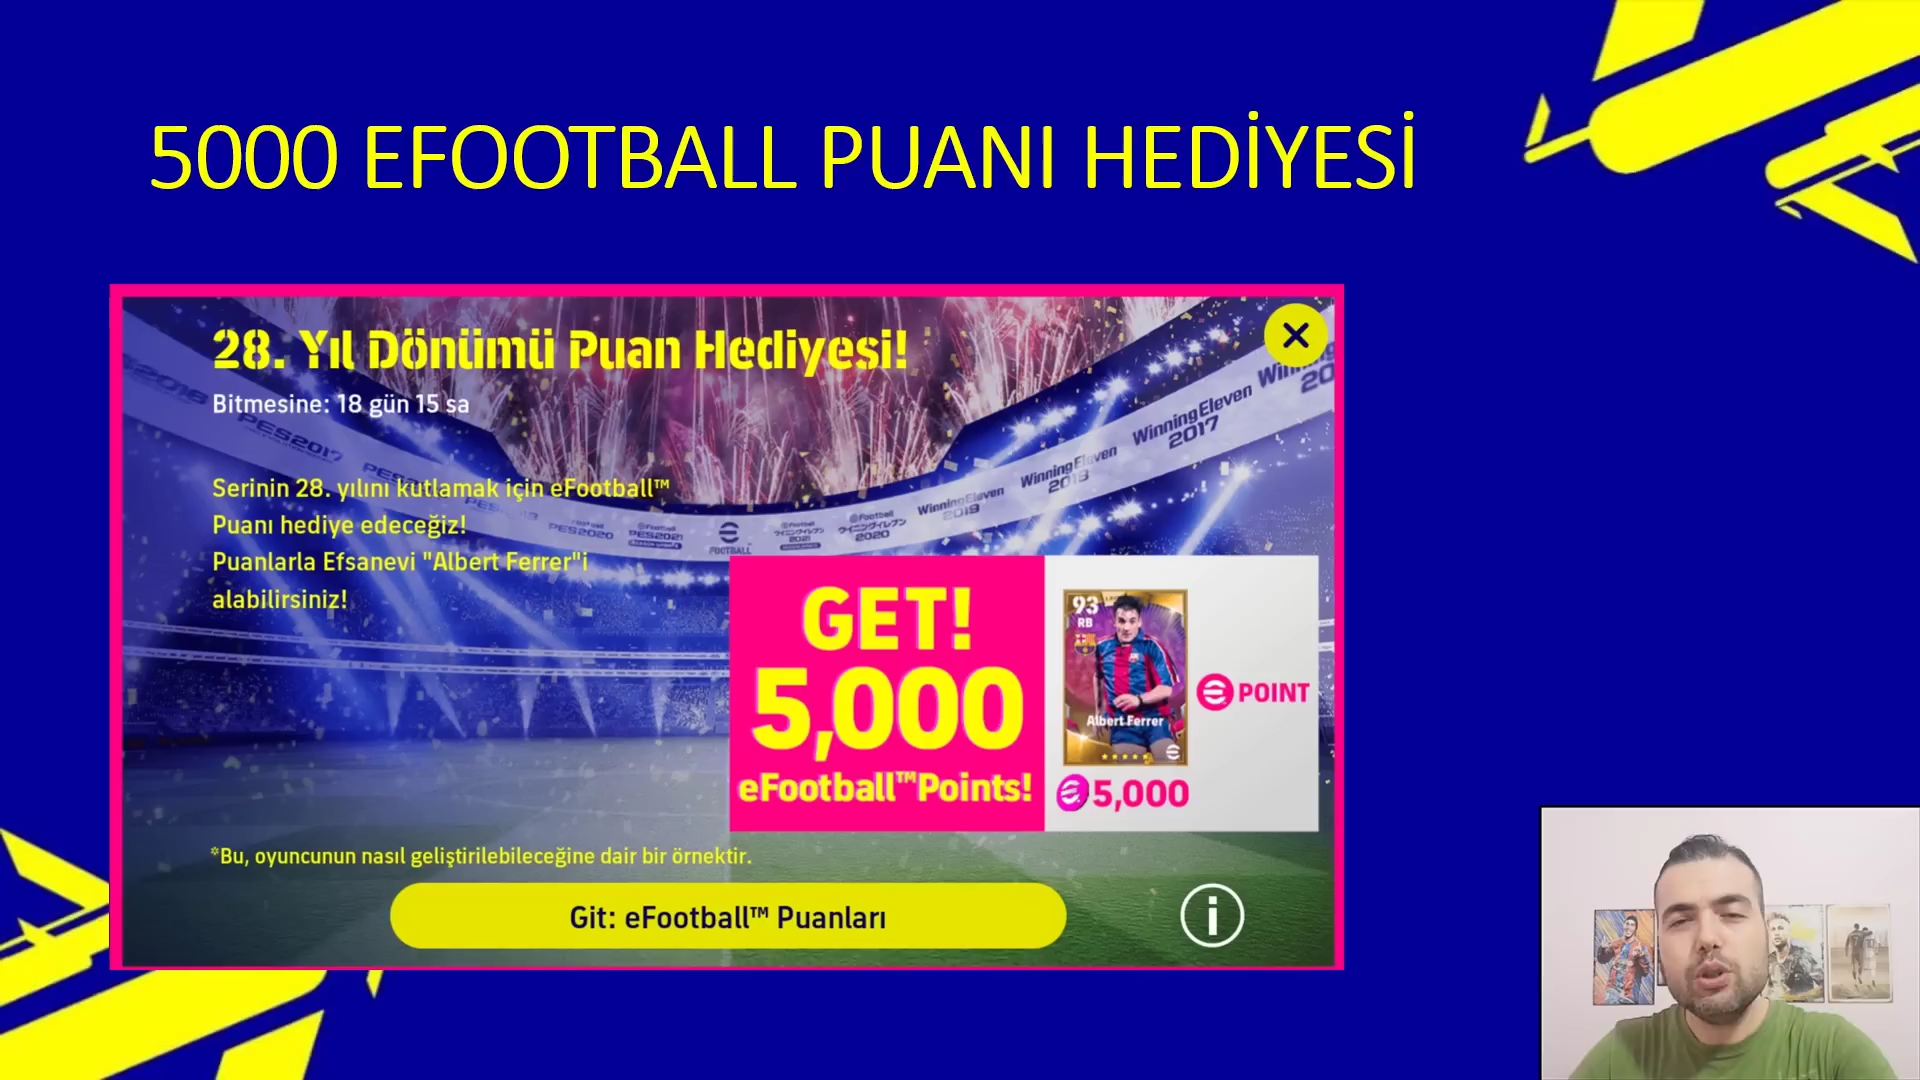 5000 EFOOTBALL PUANI HEDİYESİ
28. Yıl Dönümü Puan Hediyesi!
Bitmesine: 18 gün 15 sa
Winning Eleven
2017
PES2017
Winning Eleven
2018
Winning Eleven
2019
PES2020
PES2021
2021
2020
Serinin 28. yılını kutlamak için eFootball™
Puanı hediye edeceğiz!
Puanlarla Efsanevi "Albert Ferrer"i
alabilirsiniz!
GET!
5,000
eFootball™Points!
93
RB
Albert Ferrer
POINT
5,000
*Bu, oyuncunun nasıl geliştirilebileceğine dair bir örnektir.
Git: eFootball™ Puanları